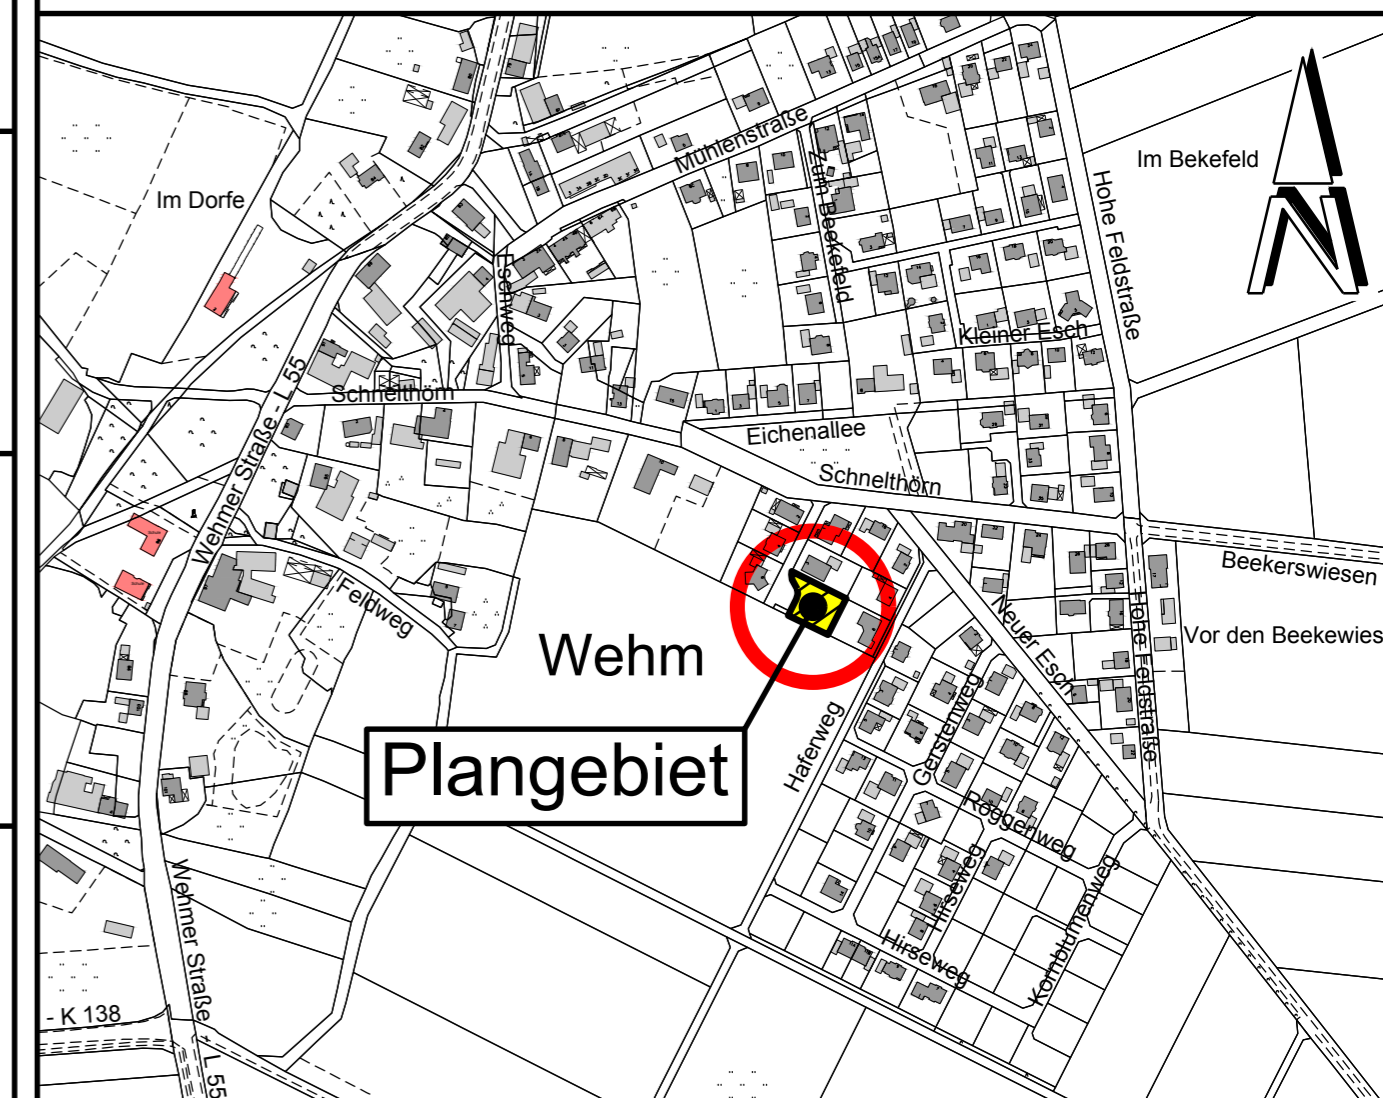 Im Dorfe
Mühlenstraße
Zum Beekefeld
Im Bekefeld
Hohe Feldstraße
N
Eschweg
Kleiner Esch
Wehmer Straße - L 55
Schnelthörn
Eichenallee
Schnelthörn
Beekerswiesen
Feldweg
Wehm
Neuer Esch
Hohe Feldstraße
Vor den Beekewies
Plangebiet
Haferweg
Gerstenweg
Roggenweg
Hirseweg
Hirseweg
Kornblumenweg
Wehmer Straße - L 55
- K 138